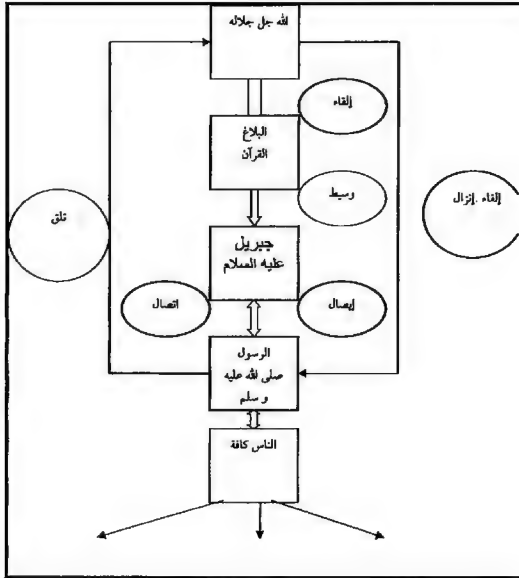 الله جل جلاله
إلقاء
البلاغ
القرآن
وسيط
تلق
إلقاء .إنزال
جبريل
عليه السلام
اتصال
إيصال
الرسول
صلى الله عليه
و سلم
الناس كافة